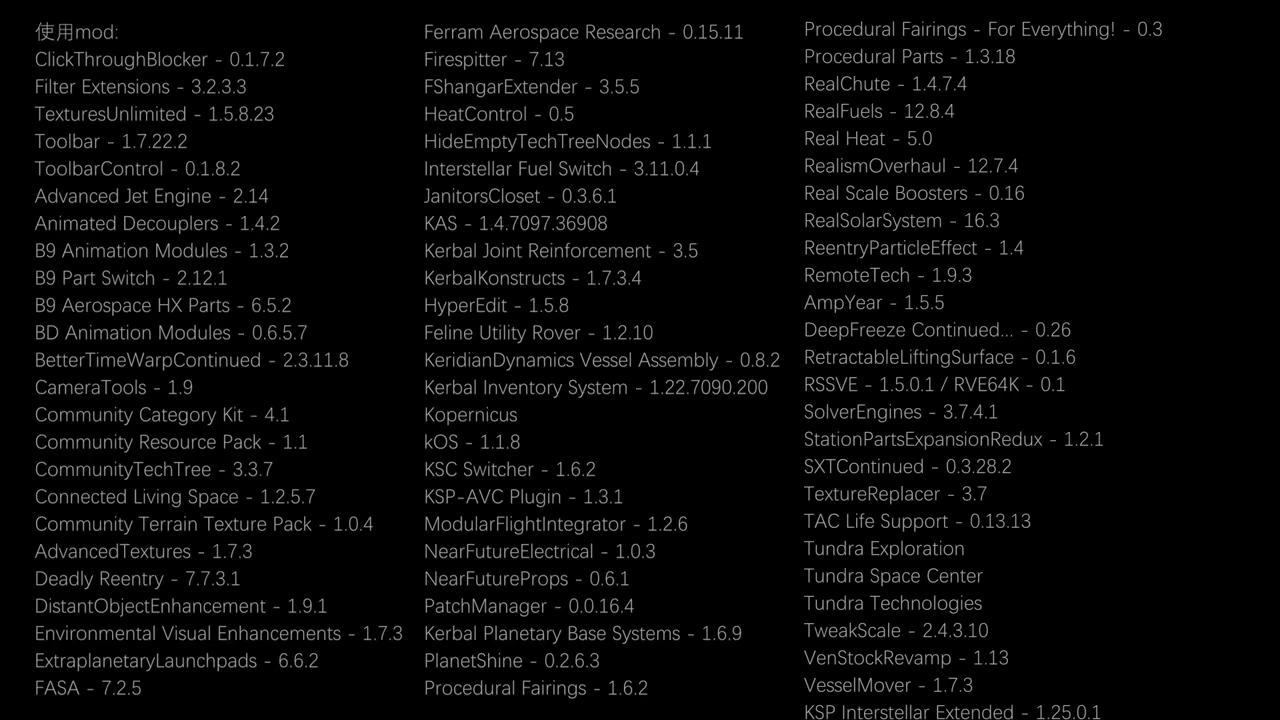 使用mod:
ClickThroughBlocker - 0.1.7.2
Filter Extensions - 3.2.3.3
TexturesUnlimited - 1.5.8.23
Toolbar - 1.7.22.2
ToolbarControl - 0.1.8.2
Advanced Jet Engine - 2.14
Animated Decouplers - 1.4.2
B9 Animation Modules - 1.3.2
B9 Part Switch - 2.12.1
B9 Aerospace HX Parts - 6.5.2
BD Animation Modules - 0.6.5.7
BetterTimeWarpContinued - 2.3.11.8
CameraTools - 1.9
Community Category Kit - 4.1
Community Resource Pack - 1.1
CommunityTechTree - 3.3.7
Connected Living Space - 1.2.5.7
Community Terrain Texture Pack - 1.0.4
AdvancedTextures - 1.7.3
Deadly Reentry - 7.7.3.1
DistantObjectEnhancement - 1.9.1
Environmental Visual Enhancements - 1.7.3
ExtraplanetaryLaunchpads - 6.6.2
FASA - 7.2.5
Ferram Aerospace Research - 0.15.11
Firespitter - 7.13
FShangarExtender - 3.5.5
HeatControl - 0.5
HideEmptyTechTreeNodes - 1.1.1
Interstellar Fuel Switch - 3.11.0.4
JanitorsCloset - 0.3.6.1
KAS - 1.4.7097.36908
Kerbal Joint Reinforcement - 3.5
KerbalKonstructs - 1.7.3.4
HyperEdit - 1.5.8
Feline Utility Rover - 1.2.10
KeridianDynamics Vessel Assembly - 0.8.2
Kerbal Inventory System - 1.22.7090.200
Kopernicus
kOS - 1.1.8
KSC Switcher - 1.6.2
KSP-AVC Plugin - 1.3.1
ModularFlightIntegrator - 1.2.6
NearFutureElectrical - 1.0.3
NearFutureProps - 0.6.1
PatchManager - 0.0.16.4
Kerbal Planetary Base Systems - 1.6.9
PlanetShine - 0.2.6.3
Procedural Fairings - 1.6.2
Procedural Fairings - For Everything! - 0.3
Procedural Parts - 1.3.18
RealChute - 1.4.7.4
RealFuels - 12.8.4
Real Heat - 5.0
RealismOverhaul - 12.7.4
Real Scale Boosters - 0.16
RealSolarSystem - 16.3
ReentryParticleEffect - 1.4
RemoteTech - 1.9.3
AmpYear - 1.5.5
DeepFreeze Continued... - 0.26
RetractableLiftingSurface - 0.1.6
RSSVE - 1.5.0.1 / RVE64K - 0.1
SolverEngines - 3.7.4.1
StationPartsExpansionRedux - 1.2.1
SXTContinued - 0.3.28.2
TextureReplacer - 3.7
TAC Life Support - 0.13.13
Tundra Exploration
Tundra Space Center
Tundra Technologies
TweakScale - 2.4.3.10
VenStockRevamp - 1.13
VesselMover - 1.7.3
KSP Interstellar Extended - 1.25.0.1